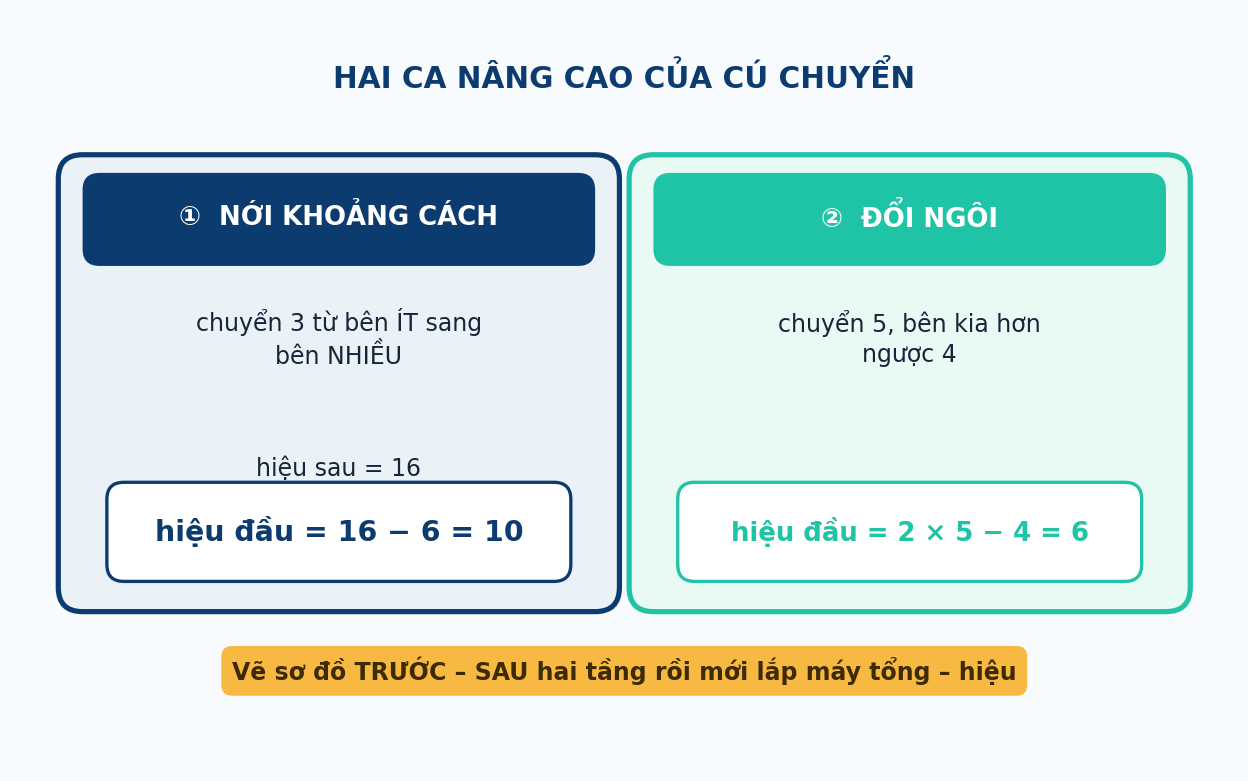 HAI CA NÂNG CAO CỦA CÚ CHUYỂN
① NỚI KHOẢNG CÁCH
chuyển 3 từ bên ÍT sang
bên NHIỀU
hiệu sau = 16
hiệu đầu = 16 − 6 = 10
② ĐỔI NGÔI
chuyển 5, bên kia hơn
ngược 4
hiệu đầu = 2 × 5 − 4 = 6
Vẽ sơ đồ TRƯỚC – SAU hai tầng rồi mới lắp máy tổng – hiệu